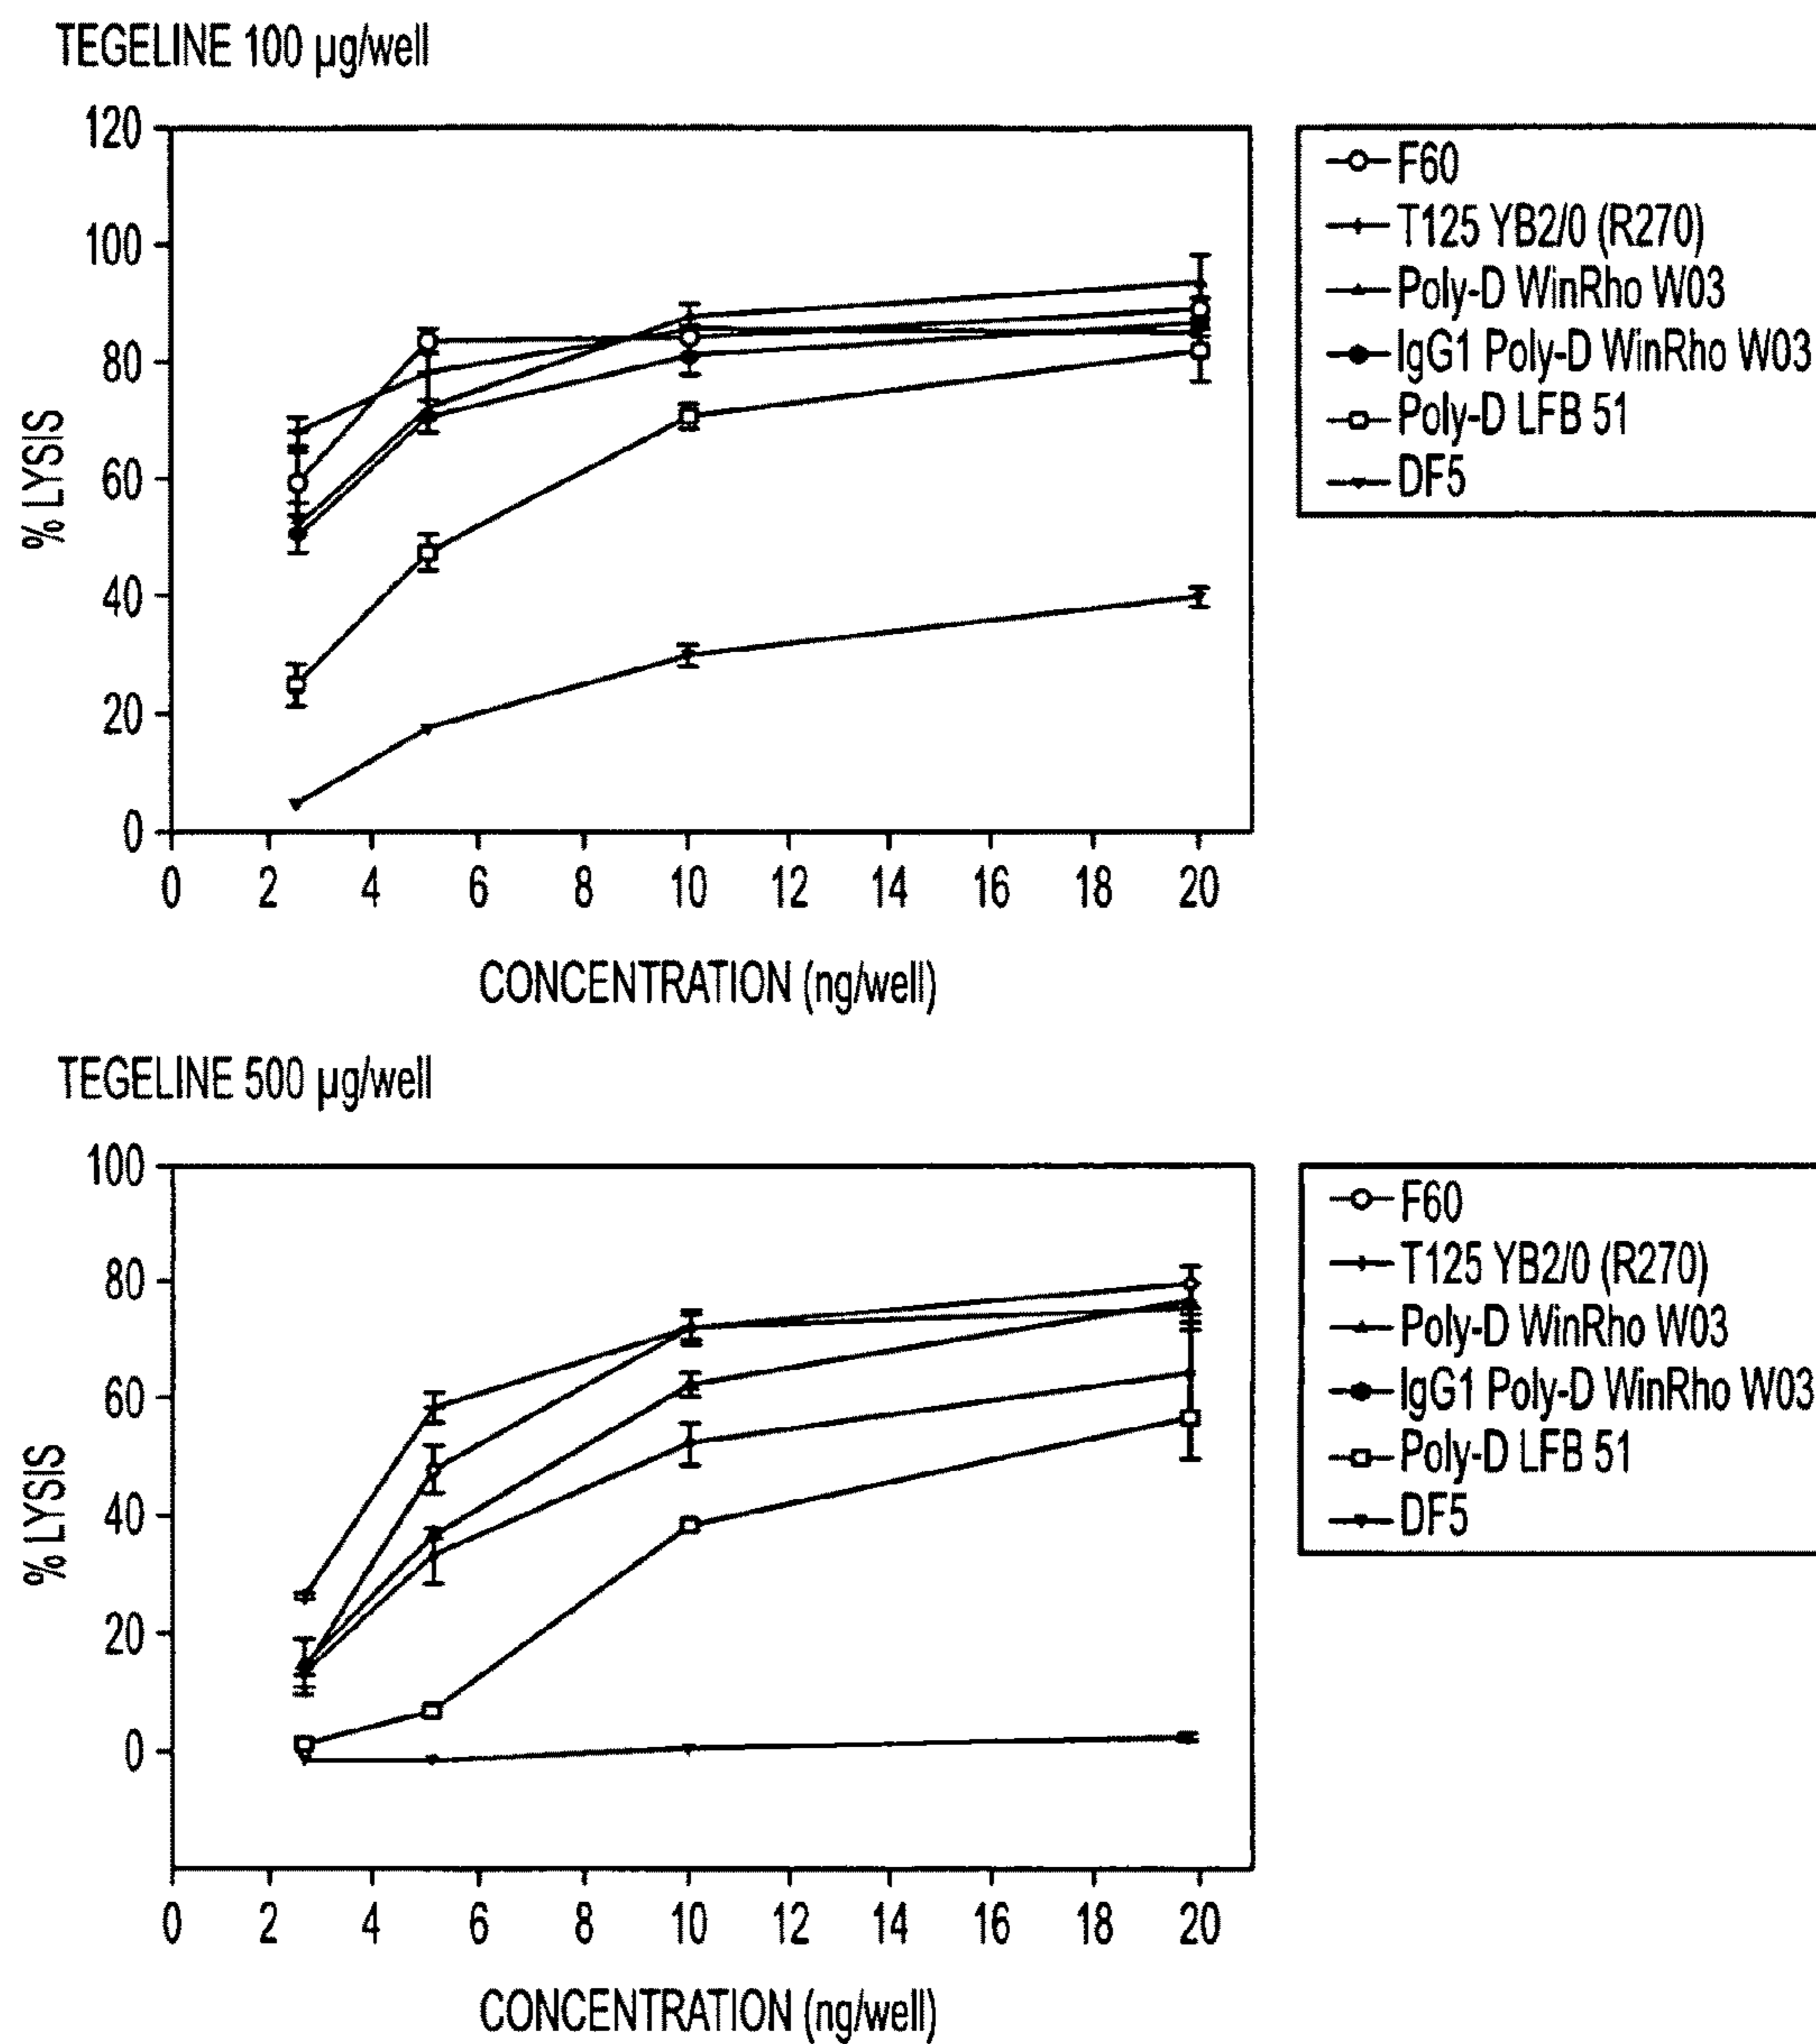 TEGELINE 100 µg/well
120
100
80
60
40
20
0
% LYSIS
0 2 4 6 8 10 12 14 16 18 20
CONCENTRATION (ng/well)
F60
T125 YB2/0 (R270)
Poly-D WinRho W03
IgG1 Poly-D WinRho W03
Poly-D LFB 51
DF5
TEGELINE 500 µg/well
100
80
60
40
20
0
% LYSIS
0 2 4 6 8 10 12 14 16 18 20
CONCENTRATION (ng/well)
F60
T125 YB2/0 (R270)
Poly-D WinRho W03
IgG1 Poly-D WinRho W03
Poly-D LFB 51
DF5